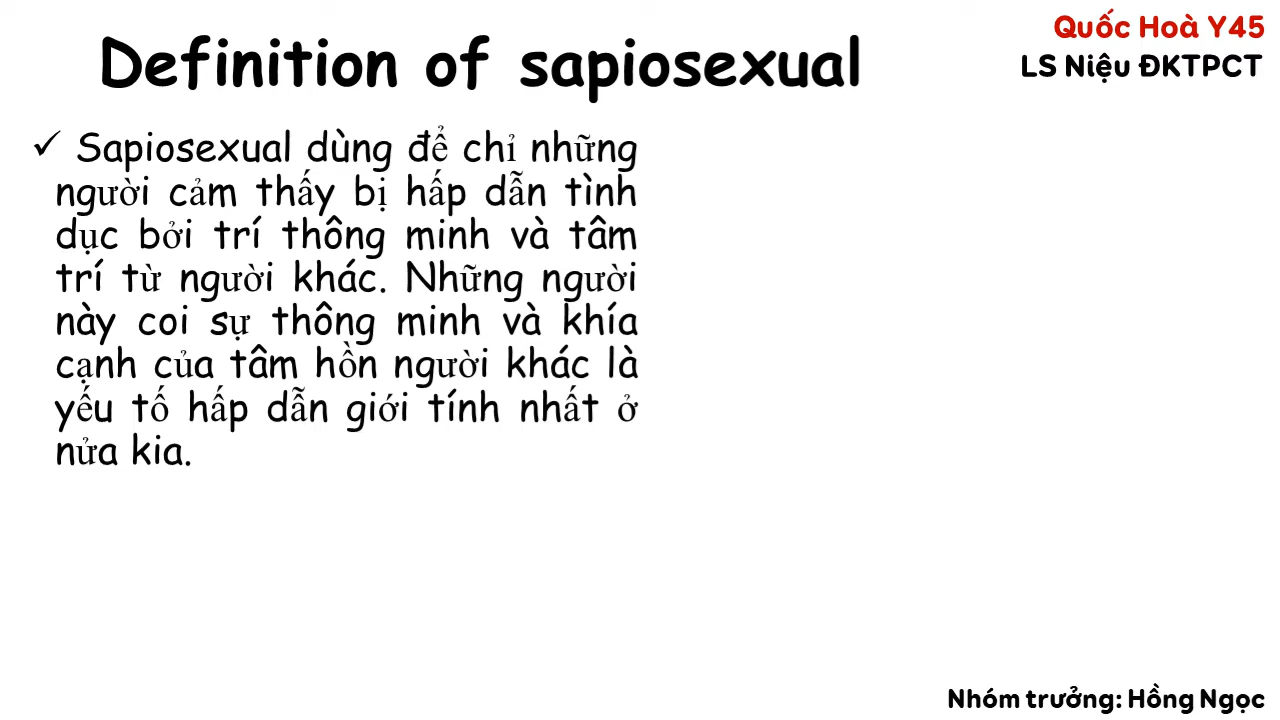 Quốc Hoà Y45
Definition of sapiosexual
LS Niệu ĐKTPCT
✓ Sapiosexual dùng để chỉ những
người cảm thấy bị hấp dẫn tình
dục bởi trí thông minh và tâm
trí từ người khác. Những người
này coi sự thông minh và khía
cạnh của tâm hồn người khác là
yếu tố hấp dẫn giới tính nhất ở
nửa kia.
Nhóm trưởng: Hồng Ngọc